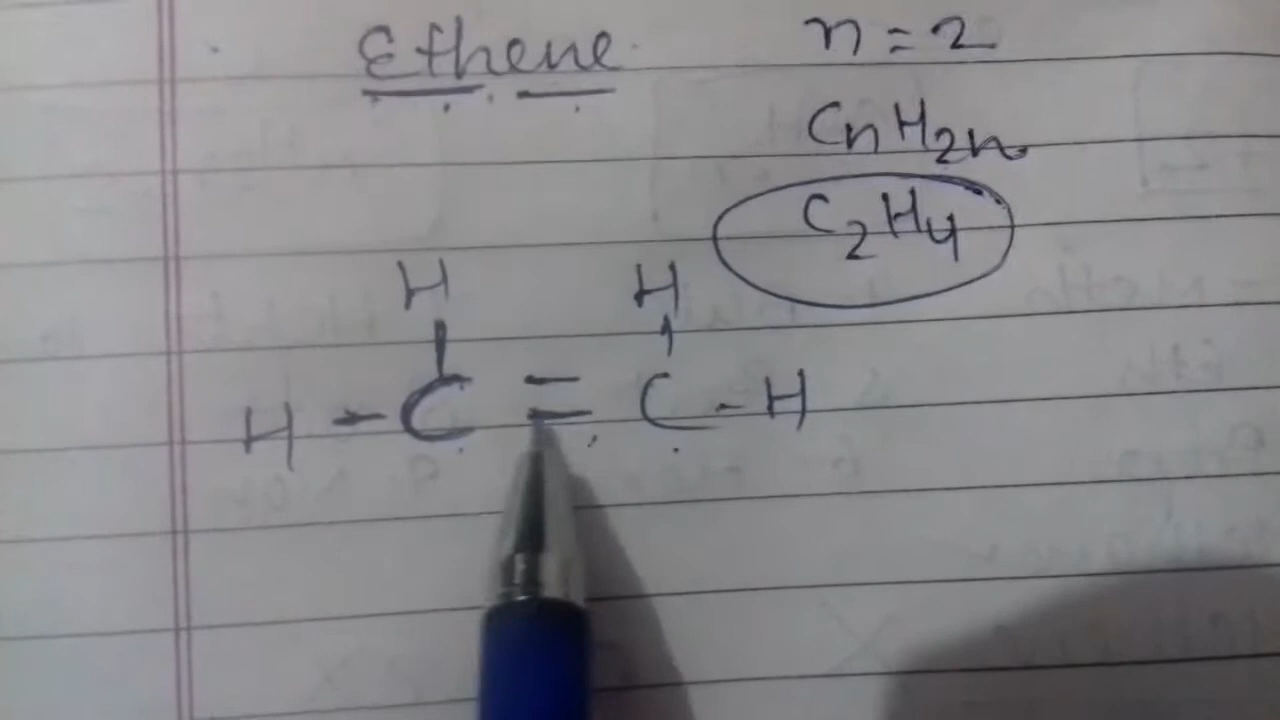 Ethene n = 2
CnH2n
C2H4
H H
H - C = C - H